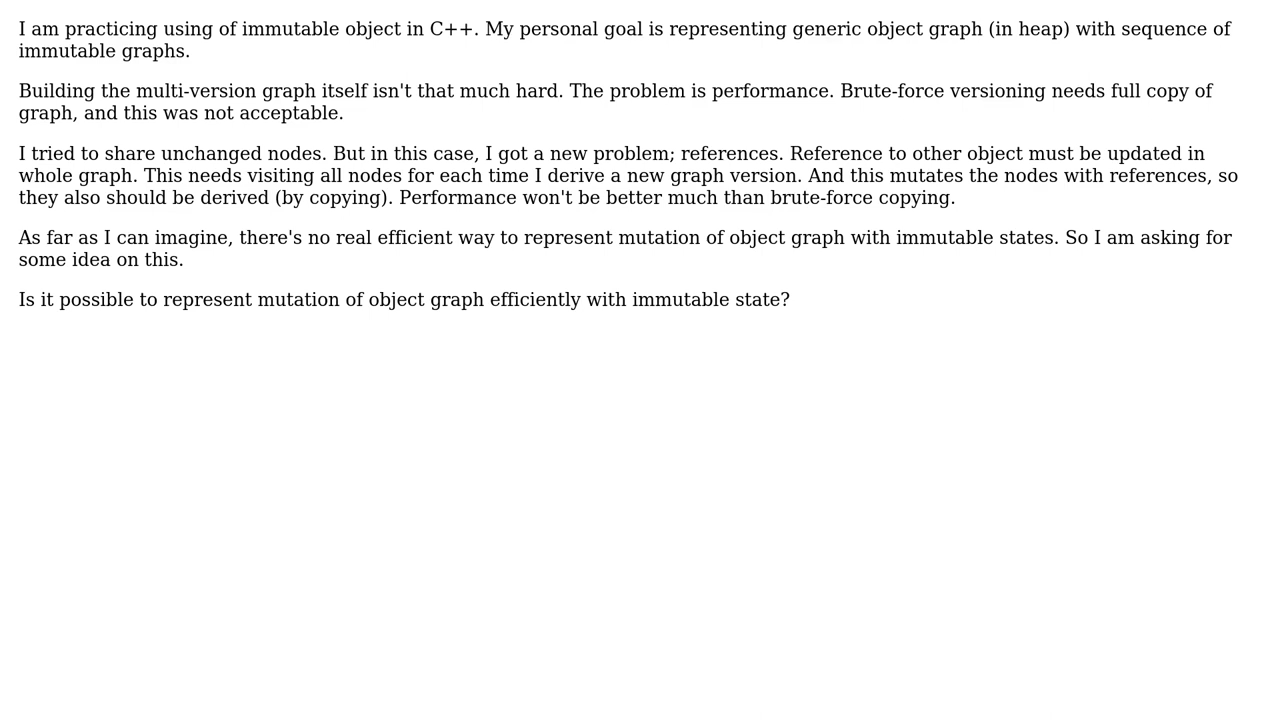 I am practicing using of immutable object in C++. My personal goal is representing generic object graph (in heap) with sequence of
immutable graphs.
Building the multi-version graph itself isn't that much hard. The problem is performance. Brute-force versioning needs full copy of
graph, and this was not acceptable.
I tried to share unchanged nodes. But in this case, I got a new problem; references. Reference to other object must be updated in
whole graph. This needs visiting all nodes for each time I derive a new graph version. And this mutates the nodes with references, so
they also should be derived (by copying). Performance won't be better much than brute-force copying.
As far as I can imagine, there's no real efficient way to represent mutation of object graph with immutable states. So I am asking for
some idea on this.
Is it possible to represent mutation of object graph efficiently with immutable state?